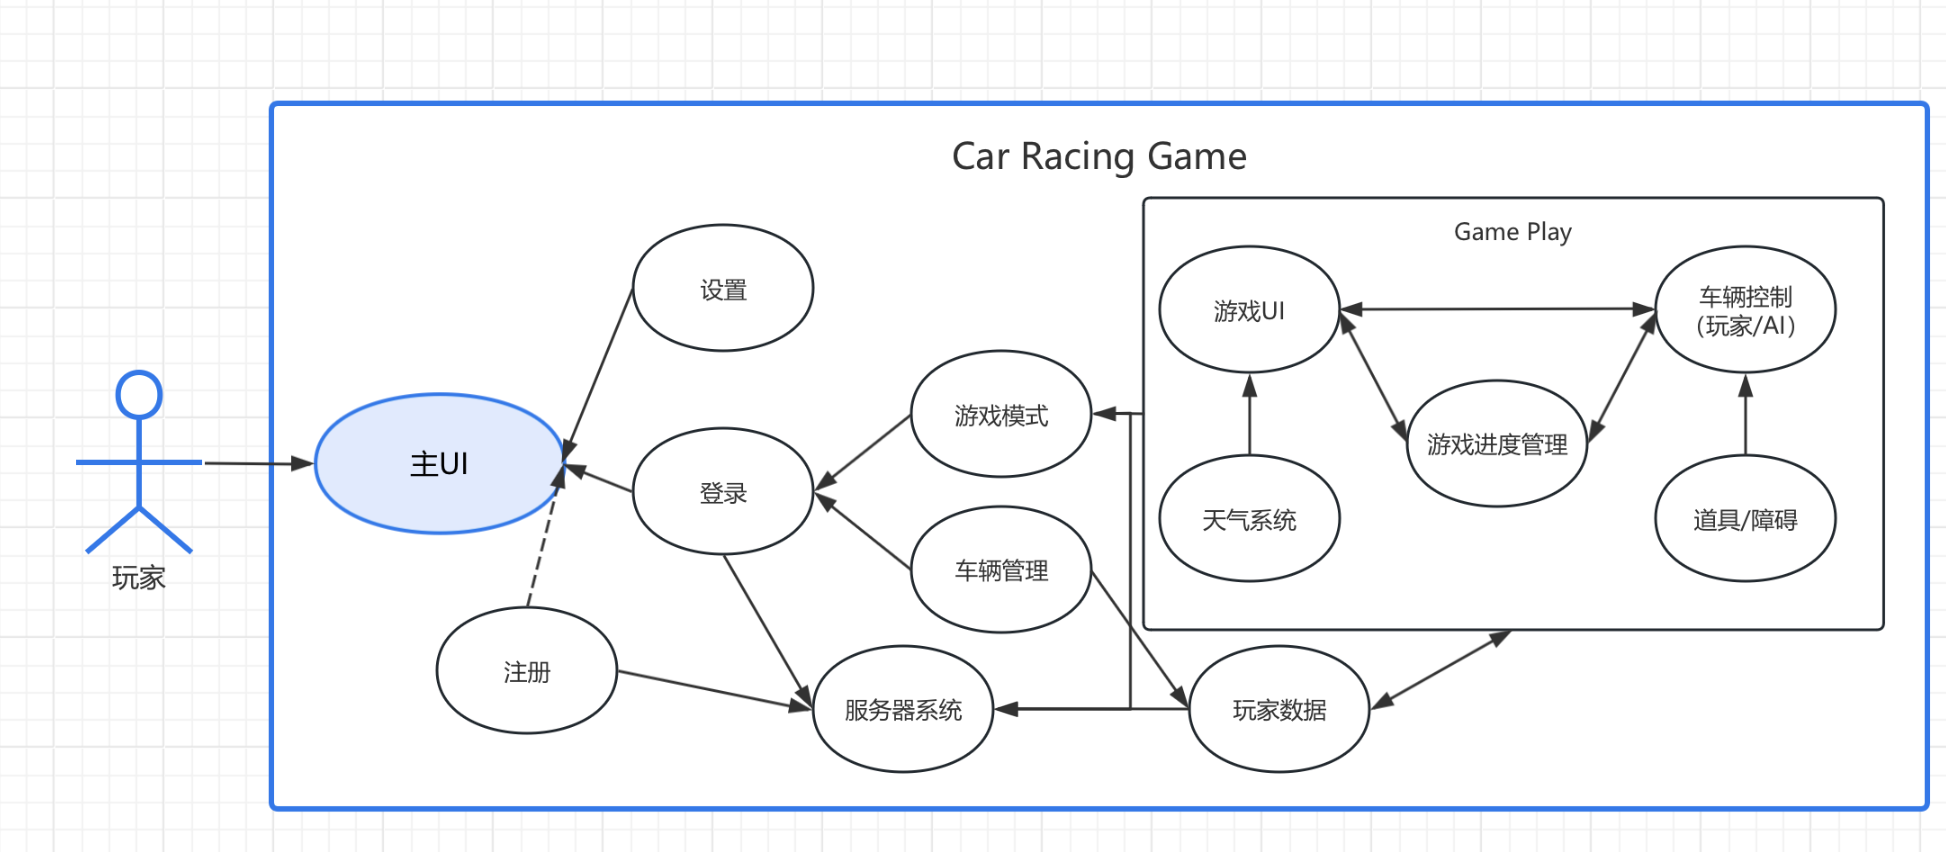 Car Racing Game
Game Play
设置
游戏UI
车辆控制
(玩家/AI)
游戏模式
游戏进度管理
主UI
登录
天气系统
道具/障碍
车辆管理
玩家
注册
服务器系统
玩家数据